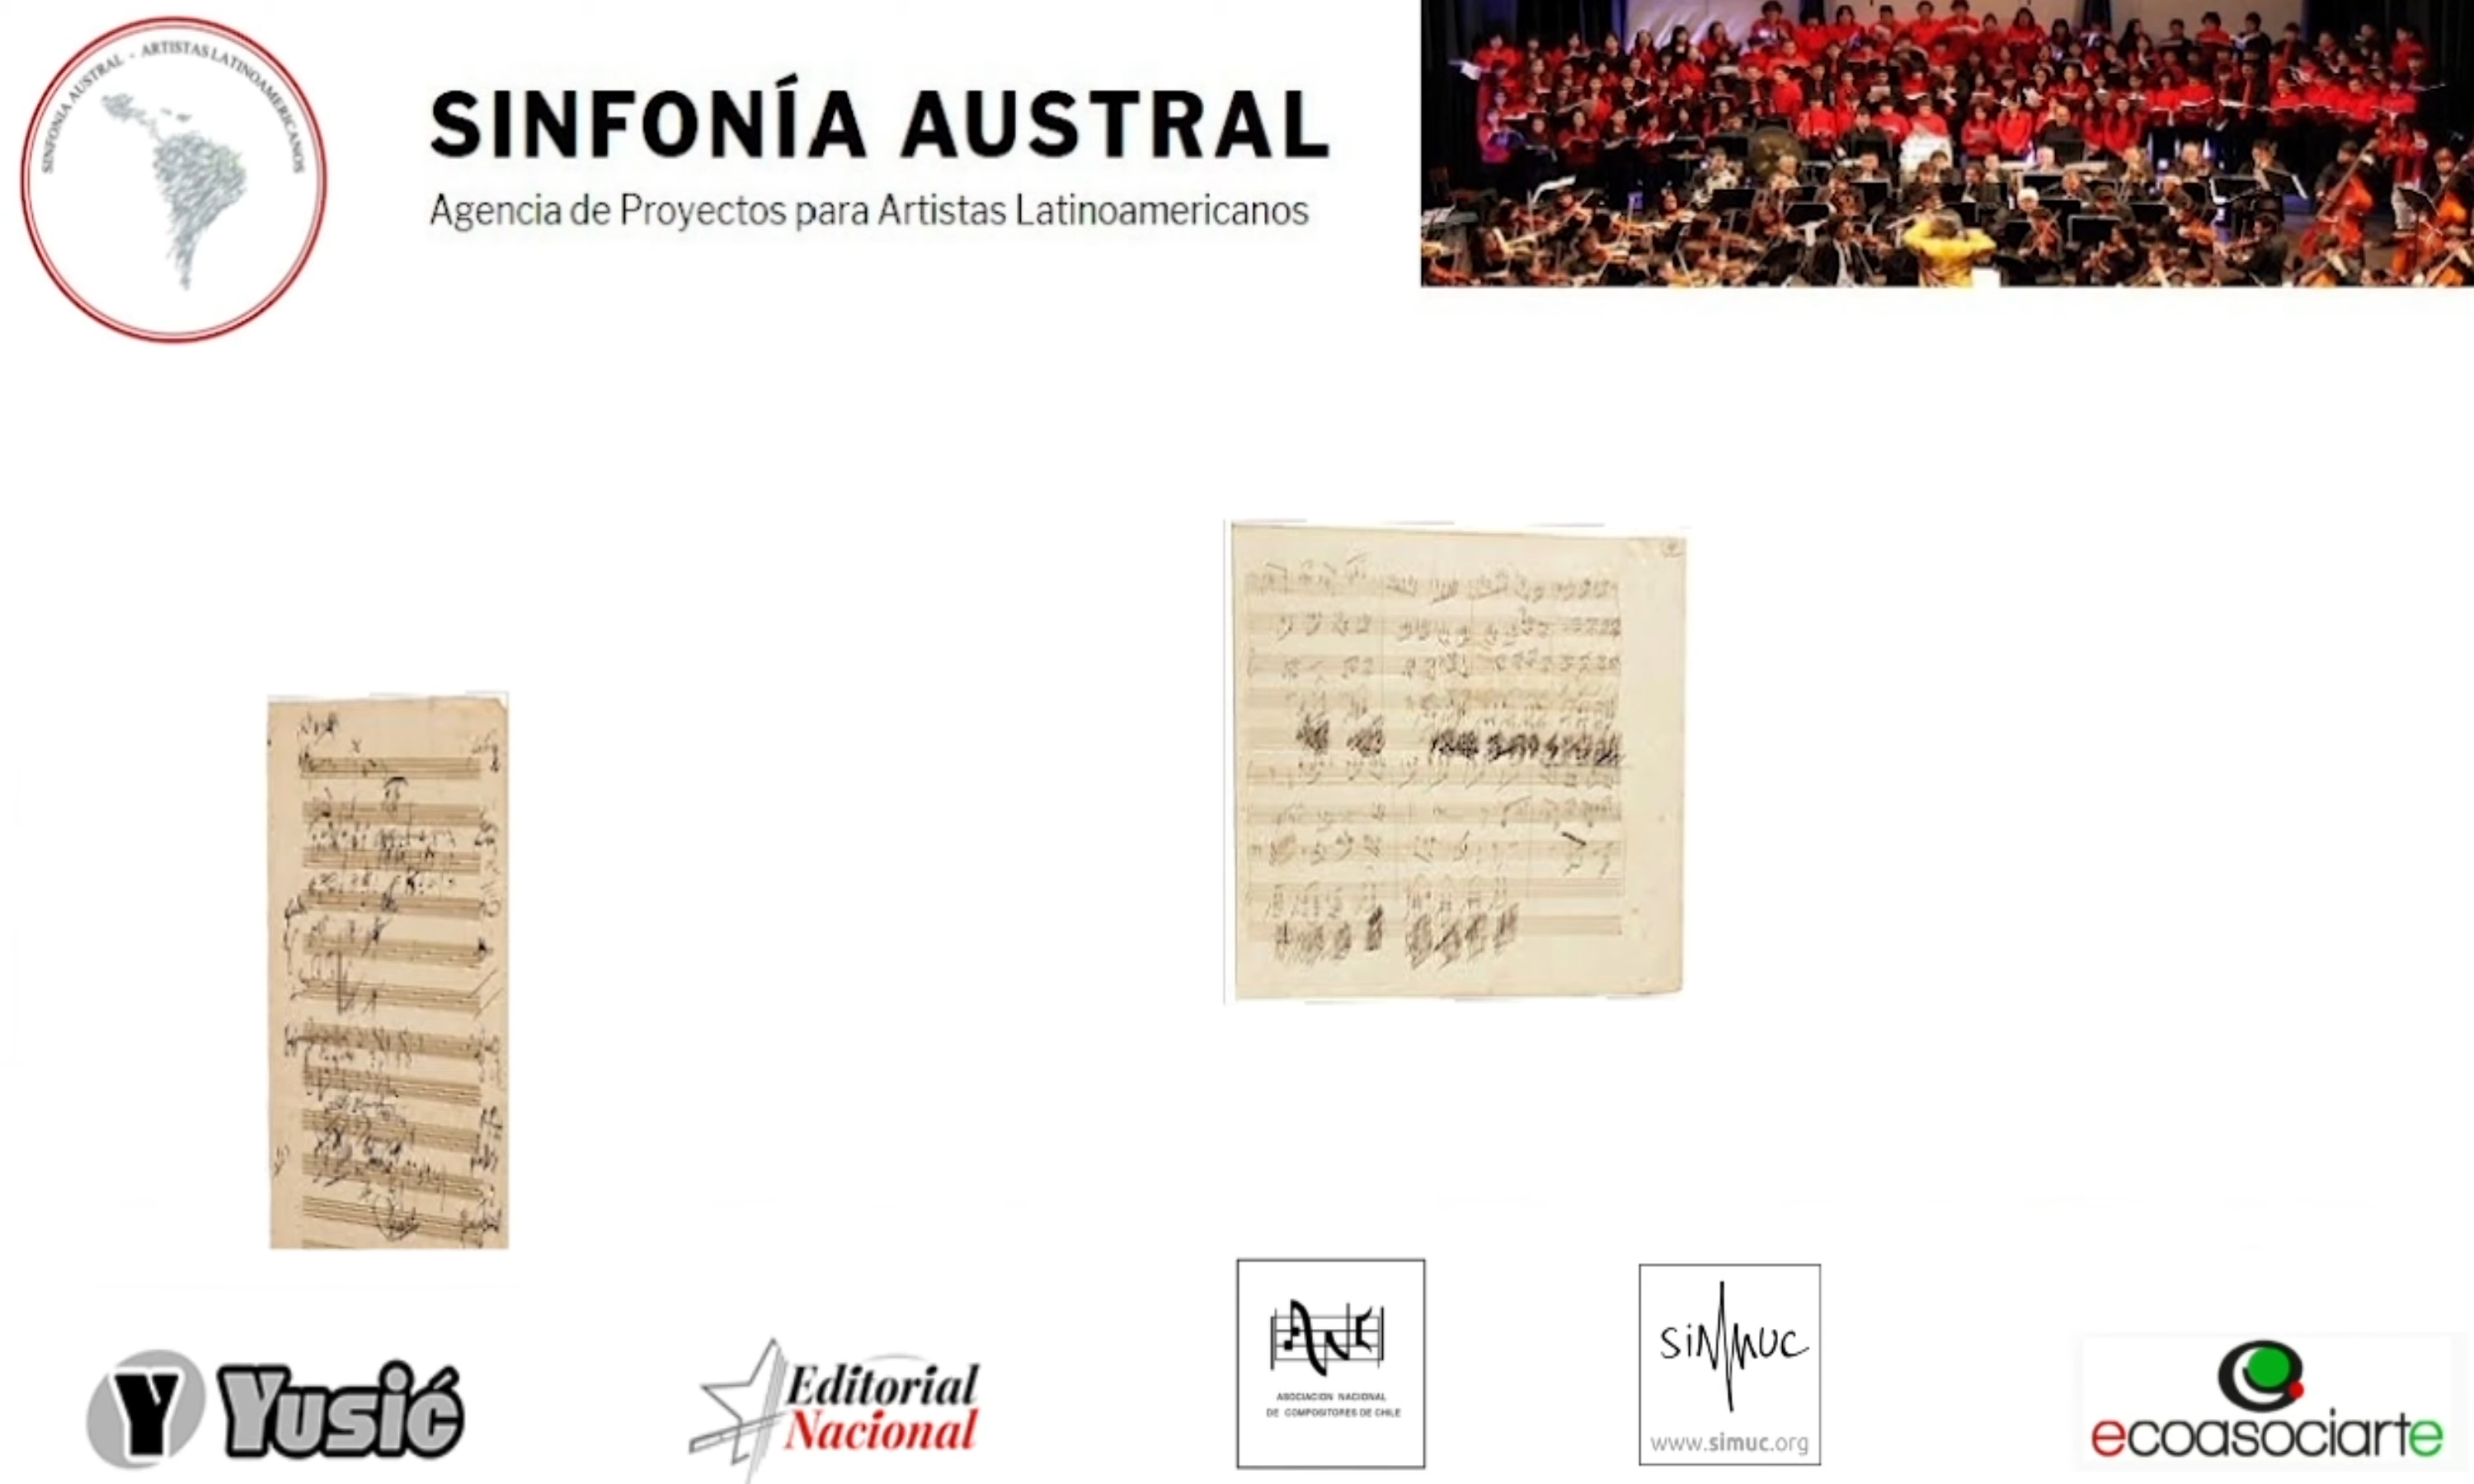 SINFONÍA AUSTRAL - ARTISTAS LATINOAMERICANOS
SINFONÍA AUSTRAL
Agencia de Proyectos para Artistas Latinoamericanos
Y Yusić
Editorial
Nacional
ANC
ASOCIACION NACIONAL
DE COMPOSITORES DE CHILE
SiMUC
www.simuc.org
ecoasociarte